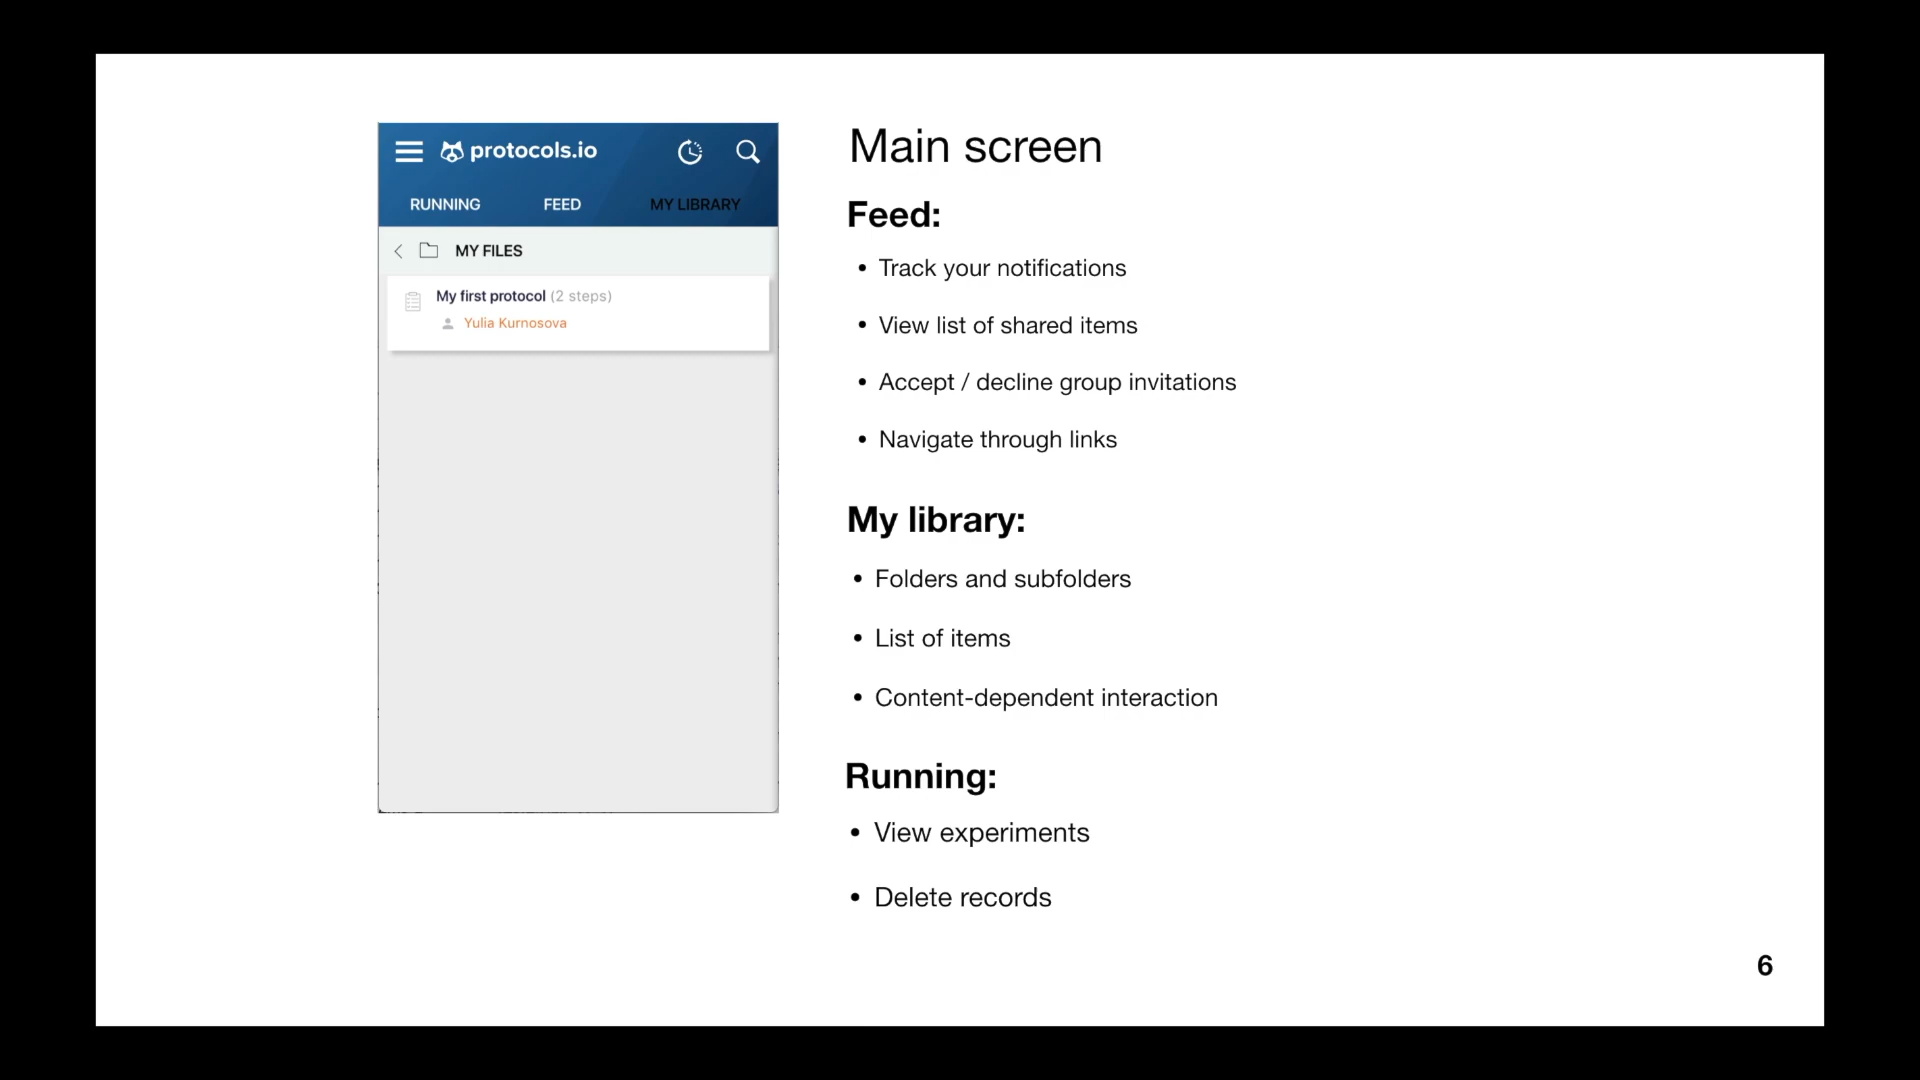 protocols.io
RUNNING FEED MY LIBRARY
MY FILES
My first protocol (2 steps)
Yulia Kurnosova
Main screen
Feed:
• Track your notifications
• View list of shared items
• Accept / decline group invitations
• Navigate through links
My library:
• Folders and subfolders
• List of items
• Content-dependent interaction
Running:
• View experiments
• Delete records
6